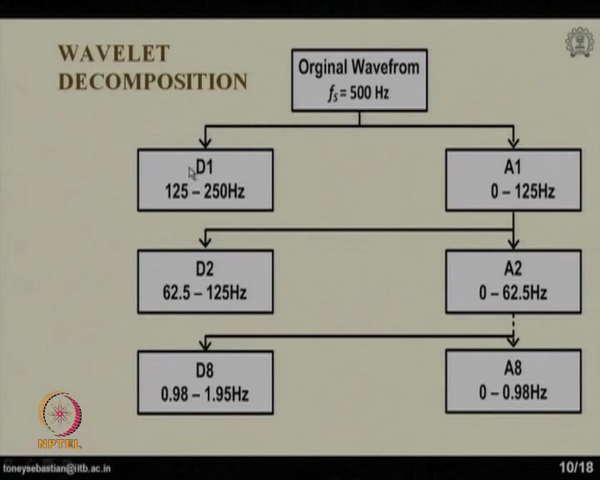 WAVELET
DECOMPOSITION
Orginal Wavefrom
fs = 500 Hz
D1
125 – 250Hz
A1
0 – 125Hz
D2
62.5 – 125Hz
A2
0 – 62.5Hz
D8
0.98 – 1.95Hz
A8
0 – 0.98Hz
NPTEL
toneysebastian@iitb.ac.in
10/18